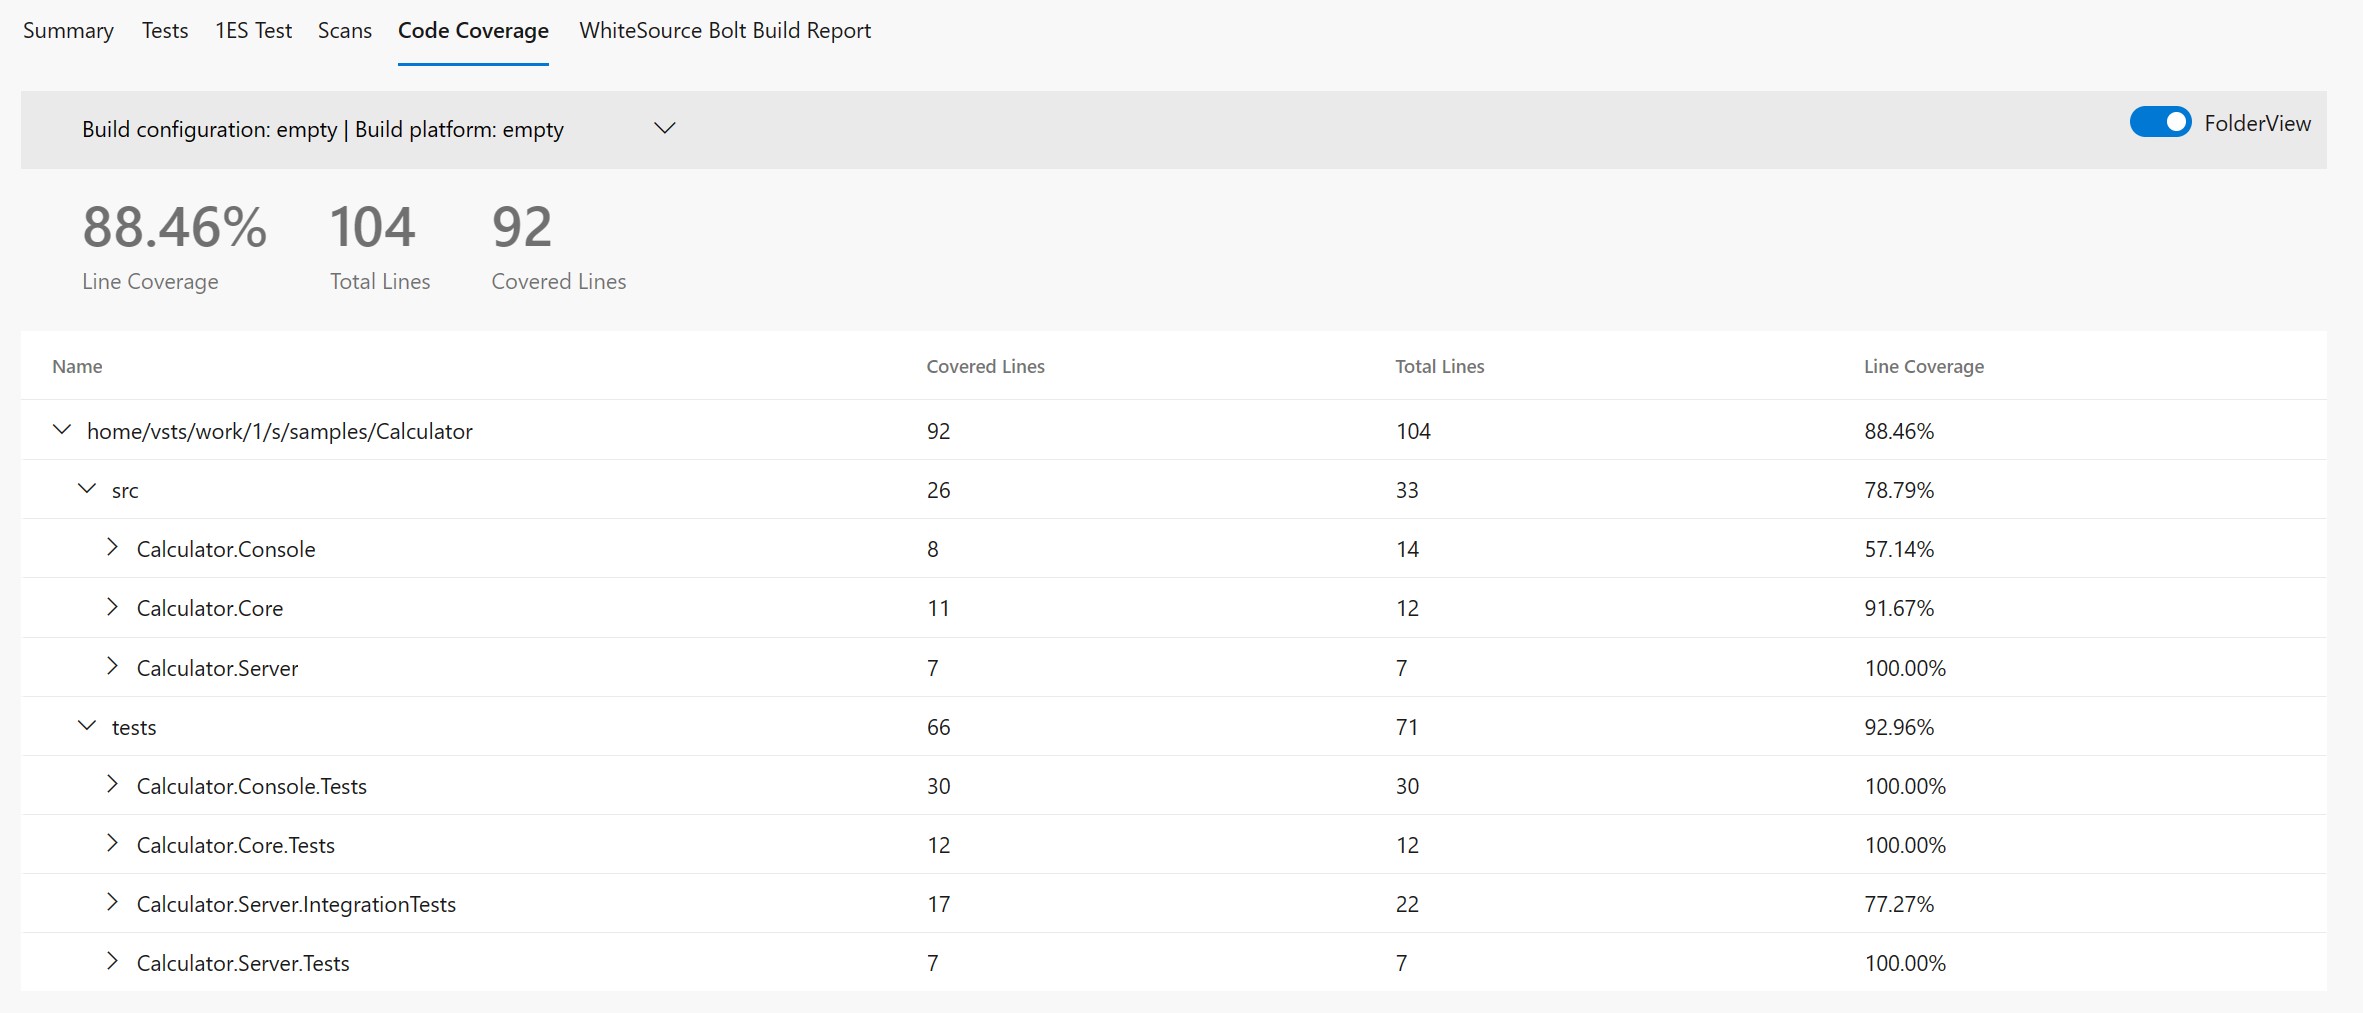 Summary Tests 1ES Test Scans Code Coverage WhiteSource Bolt Build Report
Build configuration: empty | Build platform: empty FolderView
88.46% 104 92
Line Coverage Total Lines Covered Lines
Name Covered Lines Total Lines Line Coverage
home/vsts/work/1/s/samples/Calculator 92 104 88.46%
src 26 33 78.79%
Calculator.Console 8 14 57.14%
Calculator.Core 11 12 91.67%
Calculator.Server 7 7 100.00%
tests 66 71 92.96%
Calculator.Console.Tests 30 30 100.00%
Calculator.Core.Tests 12 12 100.00%
Calculator.Server.IntegrationTests 17 22 77.27%
Calculator.Server.Tests 7 7 100.00%